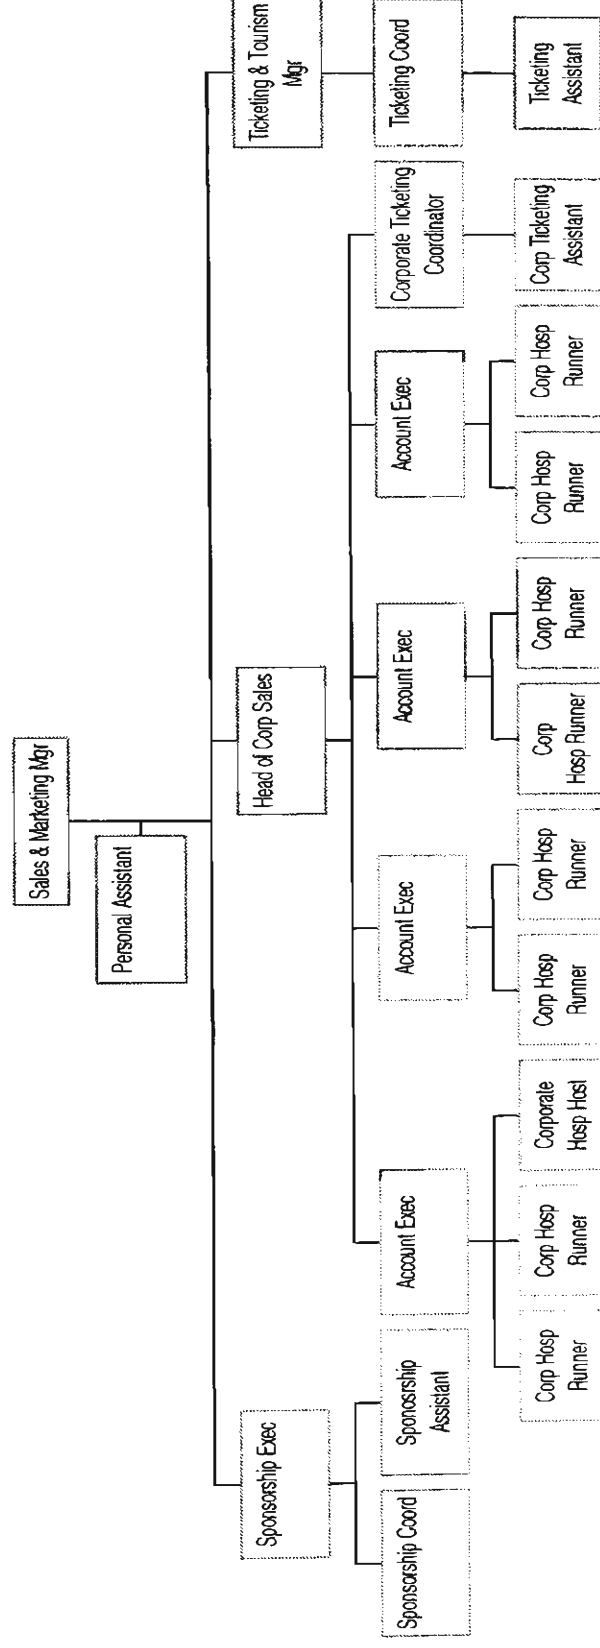 Sales & Marketing Mgr
Personal Assistant
Sponsorship Exec
Head of Corp Sales
Ticketing & Tourism
Mgr
Sponsorship Coord
Sponosrship
Assistant
Account Exec
Account Exec
Account Exec
Account Exec
Corporate Ticketing
Coordinator
Ticketing Coord
Corp Hosp
Runner
Corp Hosp
Runner
Corporate
Hosp Host
Corp Hosp
Runner
Corp Hosp
Runner
Corp
Hosp Runner
Corp Hosp
Runner
Corp Hosp
Runner
Corp Hosp
Runner
Corp Ticketing
Assistant
Ticketing
Assistant